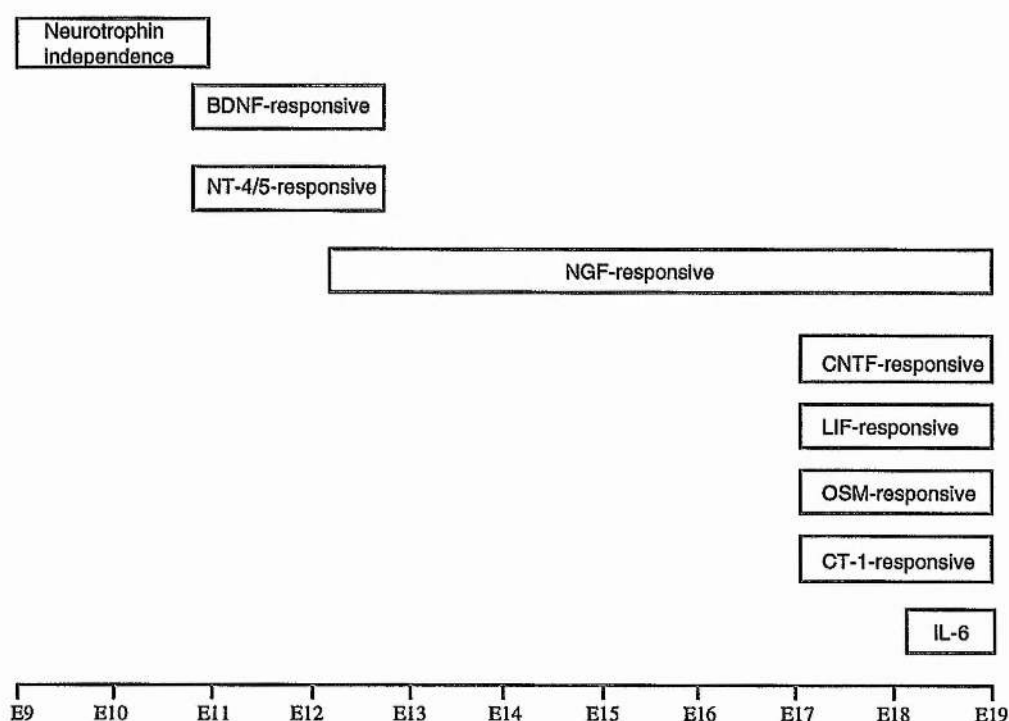 Neurotrophin
independence
BDNF-responsive
NT-4/5-responsive
NGF-responsive
CNTF-responsive
LIF-responsive
OSM-responsive
CT-1-responsive
IL-6
E9 E10 E11 E12 E13 E14 E15 E16 E17 E18 E19